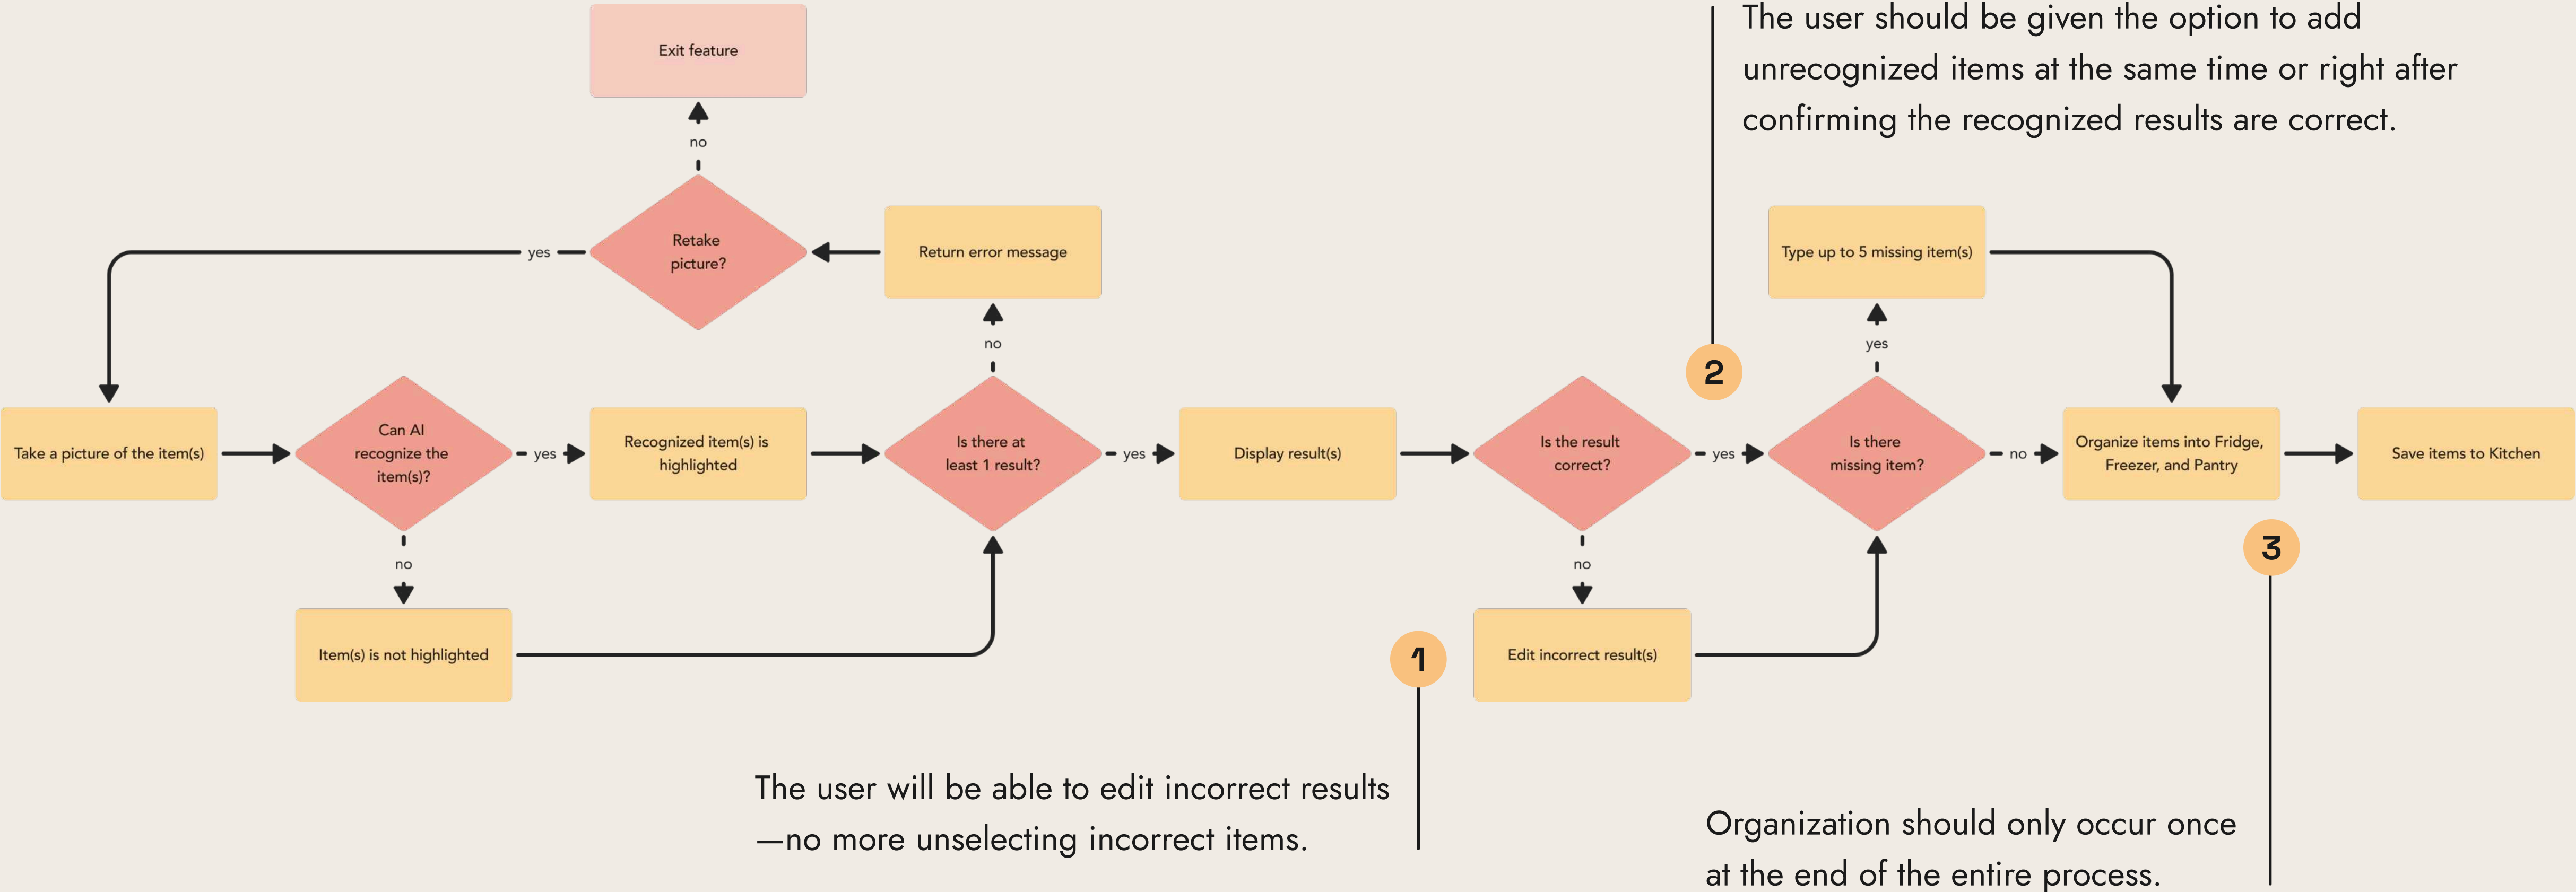 Exit feature
no
Retake
picture?
yes
Return error message
no
Take a picture of the item(s)
Can AI
recognize the
item(s)?
yes
no
Item(s) is not highlighted
Recognized item(s) is
highlighted
Is there at
least 1 result?
yes
Display result(s)
Is the result
correct?
yes
no
Edit incorrect result(s)
1
The user will be able to edit incorrect results
—no more unselecting incorrect items.
2
The user should be given the option to add
unrecognized items at the same time or right after
confirming the recognized results are correct.
Is there
missing item?
yes
Type up to 5 missing item(s)
no
Organize items into Fridge,
Freezer, and Pantry
Save items to Kitchen
3
Organization should only occur once
at the end of the entire process.